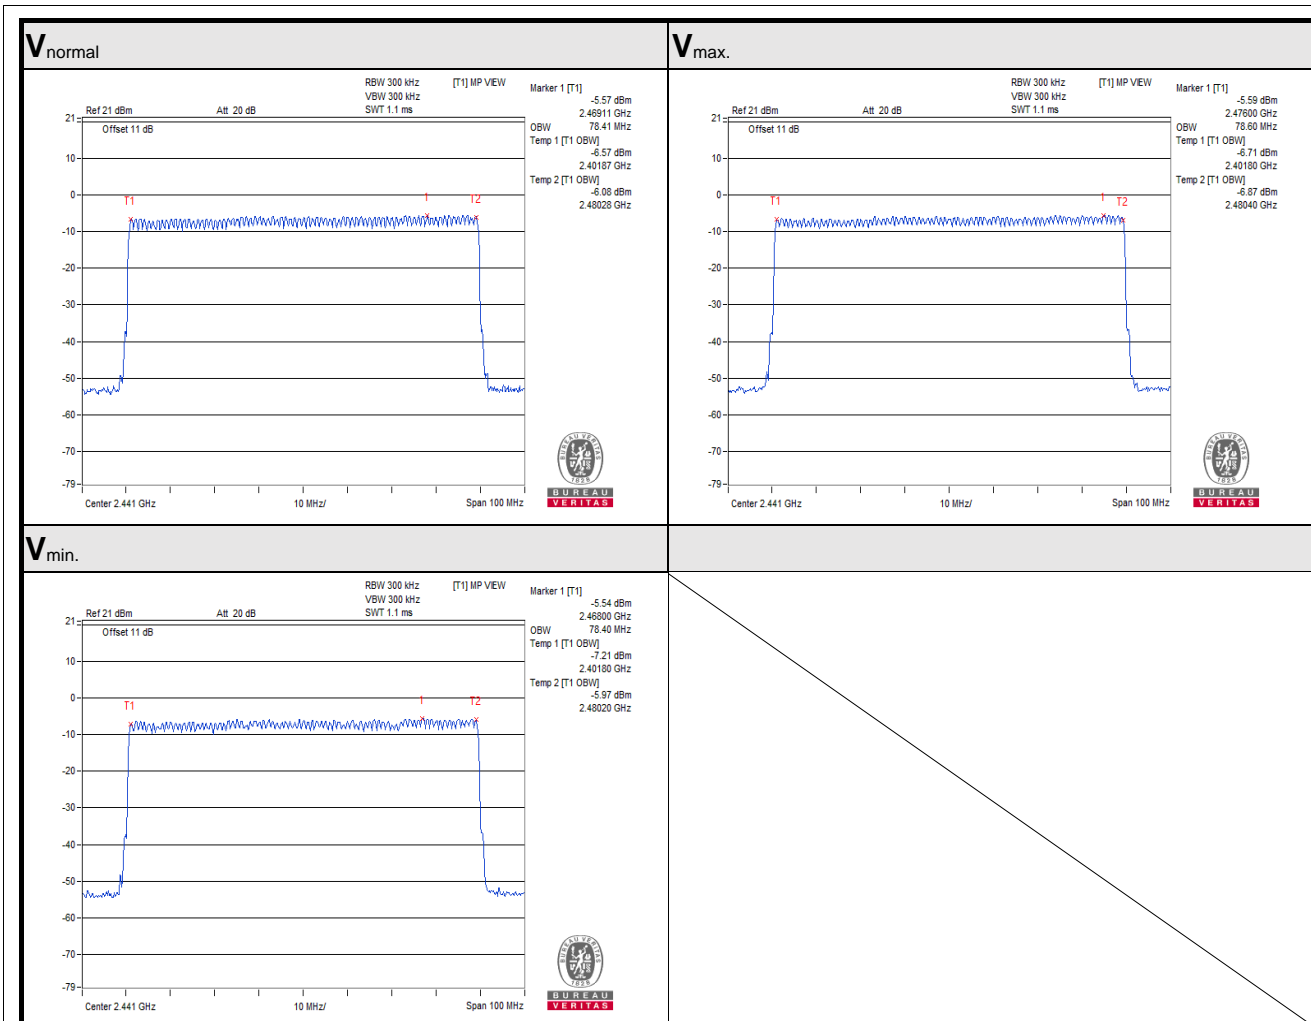 Vnormal
RBW 300 kHz [T1] MP VIEW
VBW 300 kHz
Ref 21 dBm Att 20 dB SWT 1.1 ms
Marker 1 [T1]
-5.57 dBm
2.46911 GHz
OBW 78.41 MHz
Temp 1 [T1 OBW]
-6.57 dBm
2.40187 GHz
Temp 2 [T1 OBW]
-6.08 dBm
2.48028 GHz
21
Offset 11 dB
10
0
T1 1 T2
-10
-20
-30
-40
-50
-60
-70
-79
Center 2.441 GHz 10 MHz/ Span 100 MHz
BUREAU VERITAS
1828
BUREAU
VERITAS
Vmax.
RBW 300 kHz [T1] MP VIEW
VBW 300 kHz
Ref 21 dBm Att 20 dB SWT 1.1 ms
Marker 1 [T1]
-5.59 dBm
2.47600 GHz
OBW 78.60 MHz
Temp 1 [T1 OBW]
-6.71 dBm
2.40180 GHz
Temp 2 [T1 OBW]
-6.87 dBm
2.48040 GHz
21
Offset 11 dB
10
0
T1 1 T2
-10
-20
-30
-40
-50
-60
-70
-79
Center 2.441 GHz 10 MHz/ Span 100 MHz
BUREAU VERITAS
1828
BUREAU
VERITAS
Vmin.
RBW 300 kHz [T1] MP VIEW
VBW 300 kHz
Ref 21 dBm Att 20 dB SWT 1.1 ms
Marker 1 [T1]
-5.54 dBm
2.46800 GHz
OBW 78.40 MHz
Temp 1 [T1 OBW]
-7.21 dBm
2.40180 GHz
Temp 2 [T1 OBW]
-5.97 dBm
2.48020 GHz
21
Offset 11 dB
10
0
T1 1 T2
-10
-20
-30
-40
-50
-60
-70
-79
Center 2.441 GHz 10 MHz/ Span 100 MHz
BUREAU VERITAS
1828
BUREAU
VERITAS